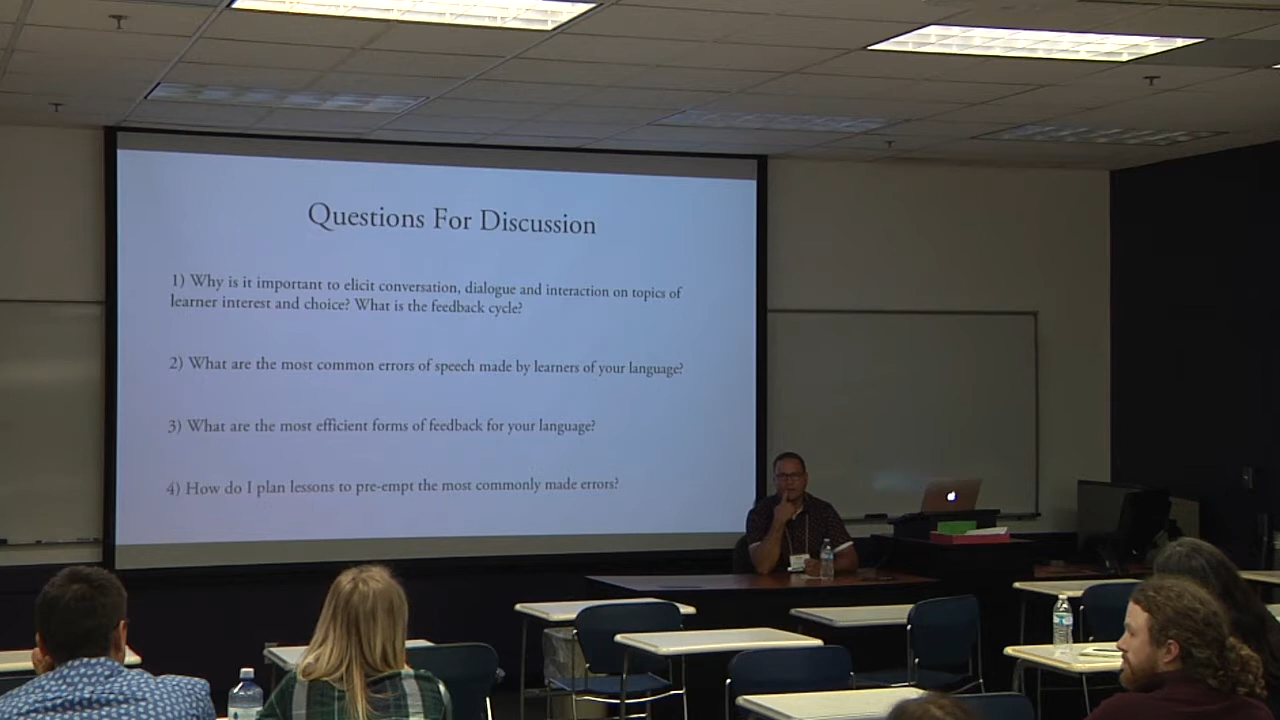 Questions For Discussion
1) Why is it important to elicit conversation, dialogue and interaction on topics of
learner interest and choice? What is the feedback cycle?
2) What are the most common errors of speech made by learners of your language?
3) What are the most efficient forms of feedback for your language?
4) How do I plan lessons to pre-empt the most commonly made errors?